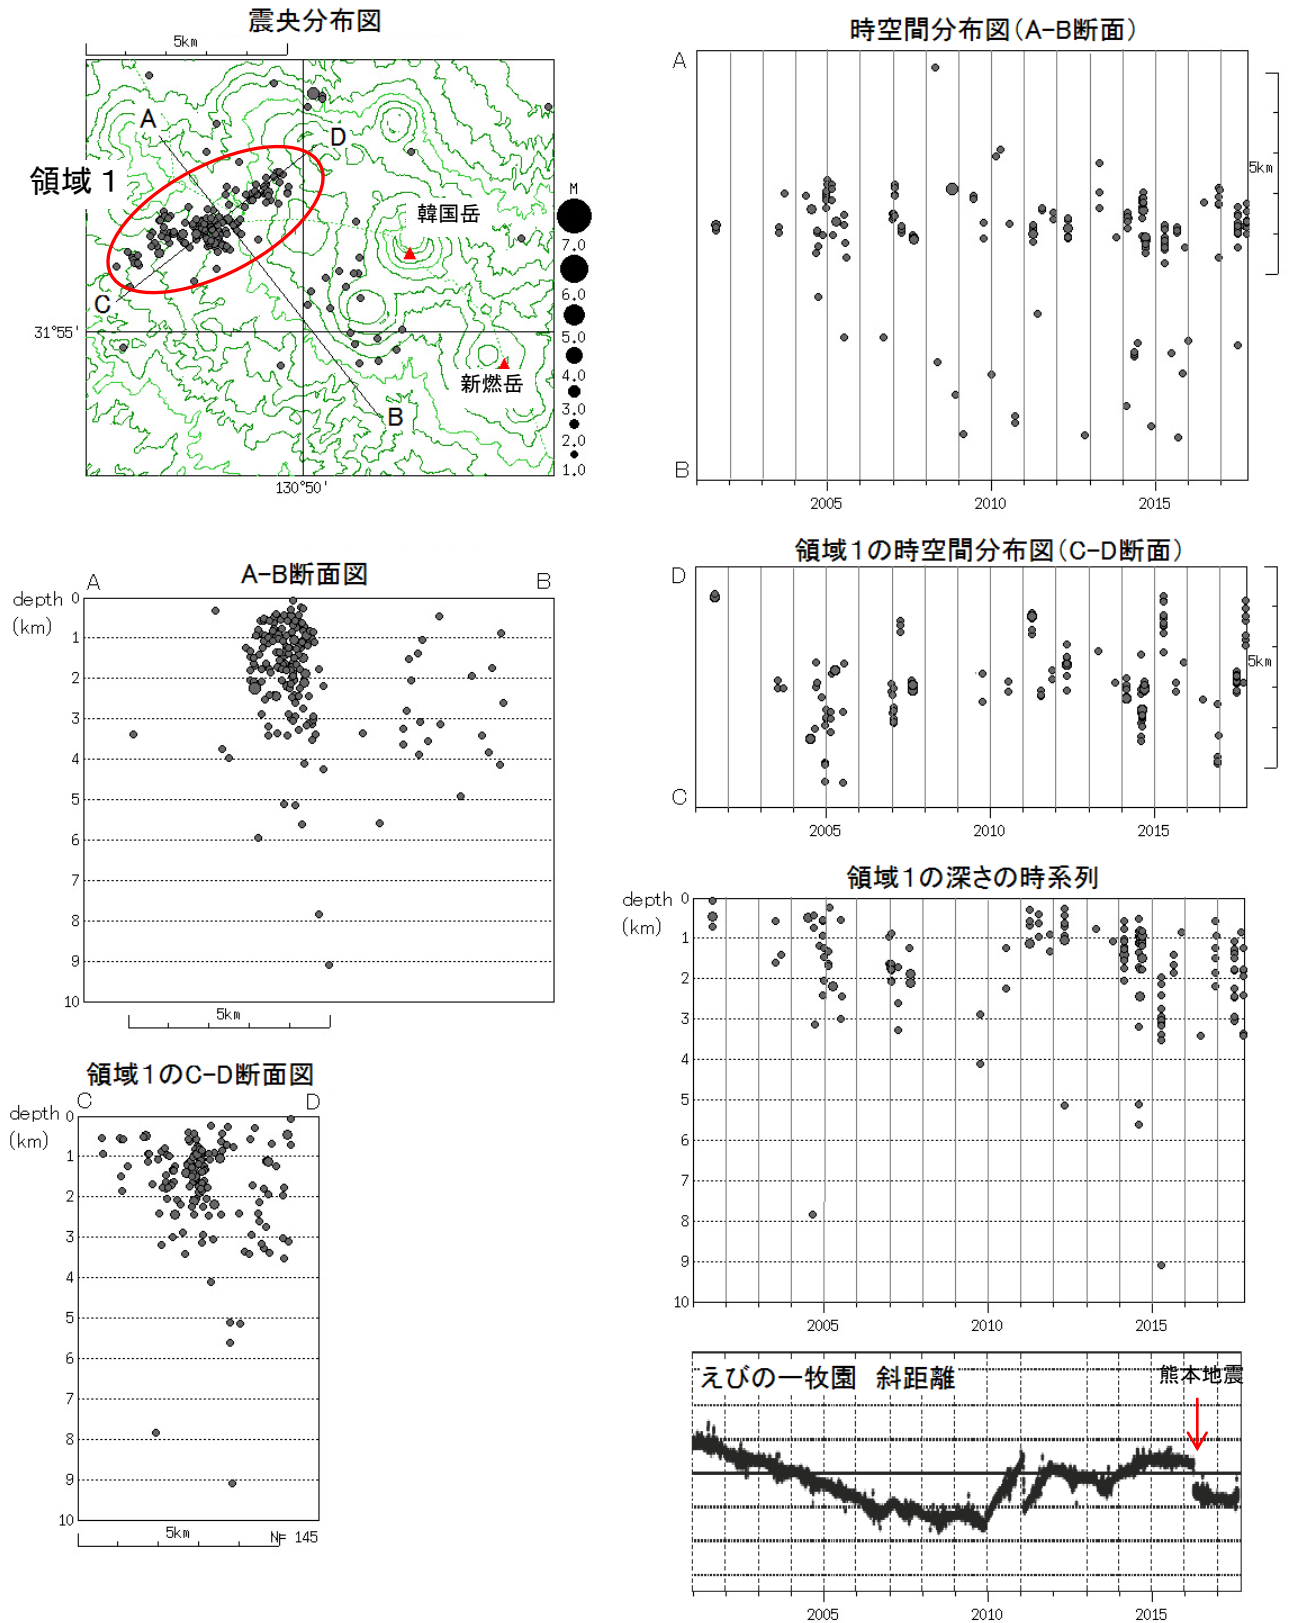 震央分布図
5km
A
D
領域1
韓国岳
C
31°55'
新燃岳
B
130°50'
M
7.0
6.0
5.0
4.0
3.0
2.0
1.0
時空間分布図(A-B断面)
A
5km
B
2005
2010
2015
A-B断面図
A
B
depth
(km)
0
1
2
3
4
5
6
7
8
9
10
5km
領域1の時空間分布図(C-D断面)
D
5km
C
2005
2010
2015
領域1のC-D断面図
C
D
depth
(km)
0
1
2
3
4
5
6
7
8
9
10
5km
N= 145
領域1の深さの時系列
depth
(km)
0
1
2
3
4
5
6
7
8
9
10
2005
2010
2015
えびの-牧園 斜距離
熊本地震
2005
2010
2015